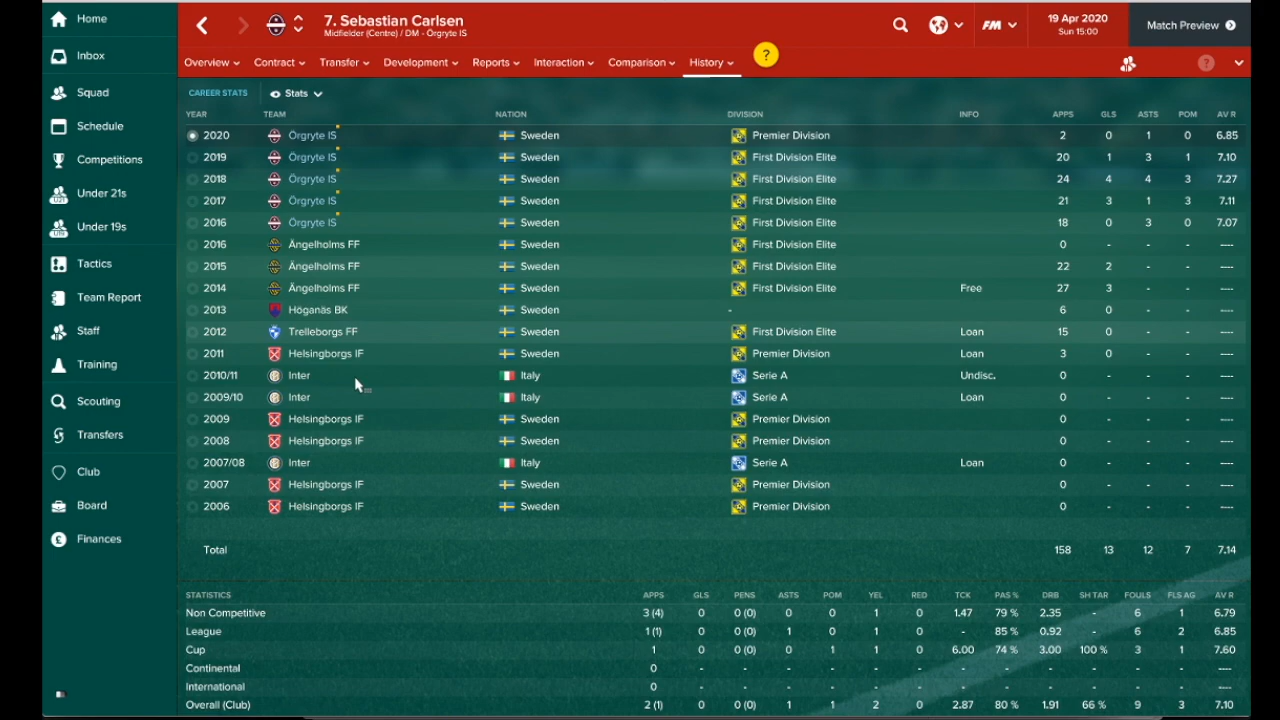 Home
7. Sebastian Carlsen
Midfielder (Centre) / DM - Örgryte IS
FM
19 Apr 2020
Sun 15:00
Match Preview
Inbox
Overview Contract Transfer Development Reports Interaction Comparison History ? ?
Squad
Schedule
Competitions
Under 21s
Under 19s
Tactics
Team Report
Staff
Training
Scouting
Transfers
Club
Board
Finances
CAREER STATS Stats
YEAR TEAM NATION DIVISION INFO APPS GLS ASTS POM AV R
2020 Örgryte IS Sweden Premier Division 2 0 1 0 6.85
2019 Örgryte IS Sweden First Division Elite 20 1 3 1 7.10
2018 Örgryte IS Sweden First Division Elite 24 4 4 3 7.27
2017 Örgryte IS Sweden First Division Elite 21 3 1 3 7.11
2016 Örgryte IS Sweden First Division Elite 18 0 3 0 7.07
2016 Ängelholms FF Sweden First Division Elite 0 - - - ----
2015 Ängelholms FF Sweden First Division Elite 22 2 - - ----
2014 Ängelholms FF Sweden First Division Elite Free 27 3 - - ----
2013 Höganäs BK Sweden - 6 0 - - ----
2012 Trelleborgs FF Sweden First Division Elite Loan 15 0 - - ----
2011 Helsingborgs IF Sweden Premier Division Loan 3 0 - - ----
2010/11 Inter Italy Serie A Undisc. 0 - - - ----
2009/10 Inter Italy Serie A Loan 0 - - - ----
2009 Helsingborgs IF Sweden Premier Division 0 - - - ----
2008 Helsingborgs IF Sweden Premier Division 0 - - - ----
2007/08 Inter Italy Serie A Loan 0 - - - ----
2007 Helsingborgs IF Sweden Premier Division 0 - - - ----
2006 Helsingborgs IF Sweden Premier Division 0 - - - ----
Total 158 13 12 7 7.14
STATISTICS APPS GLS PENS ASTS POM YEL RED TCK PAS % DRB SH TAR FOULS FLS AG AV R
Non Competitive 3 (4) 0 0 (0) 0 0 1 0 1.47 79 % 2.35 - 6 1 6.79
League 1 (1) 0 0 (0) 1 0 1 0 - 85 % 0.92 - 6 2 6.85
Cup 1 0 0 (0) 0 1 1 0 6.00 74 % 3.00 100 % 3 1 7.60
Continental 0 - - - - - - - - - - - - ----
International 0 - - - - - - - - - - - - ----
Overall (Club) 2 (1) 0 0 (0) 1 1 2 0 2.87 80 % 1.91 66 % 9 3 7.10